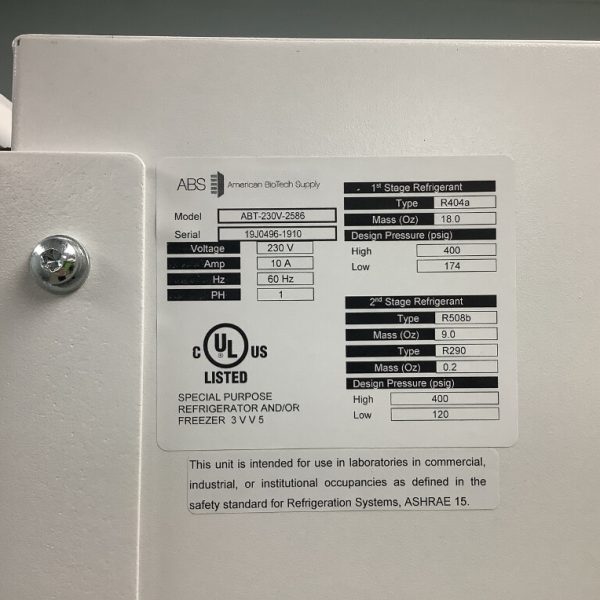 ABS American BioTech Supply
Model ABT-230V-2586
Serial 19J0496-1910
Voltage 230 V
Amp 10 A
Hz 60 Hz
PH 1
C UL US
LISTED
SPECIAL PURPOSE
REFRIGERATOR AND/OR
FREEZER 3 V V 5
1st Stage Refrigerant
Type R404a
Mass (Oz) 18.0
Design Pressure (psig)
High 400
Low 174
2nd Stage Refrigerant
Type R508b
Mass (Oz) 9.0
Type R290
Mass (Oz) 0.2
Design Pressure (psig)
High 400
Low 120
This unit is intended for use in laboratories in commercial,
industrial, or institutional occupancies as defined in the
safety standard for Refrigeration Systems, ASHRAE 15.